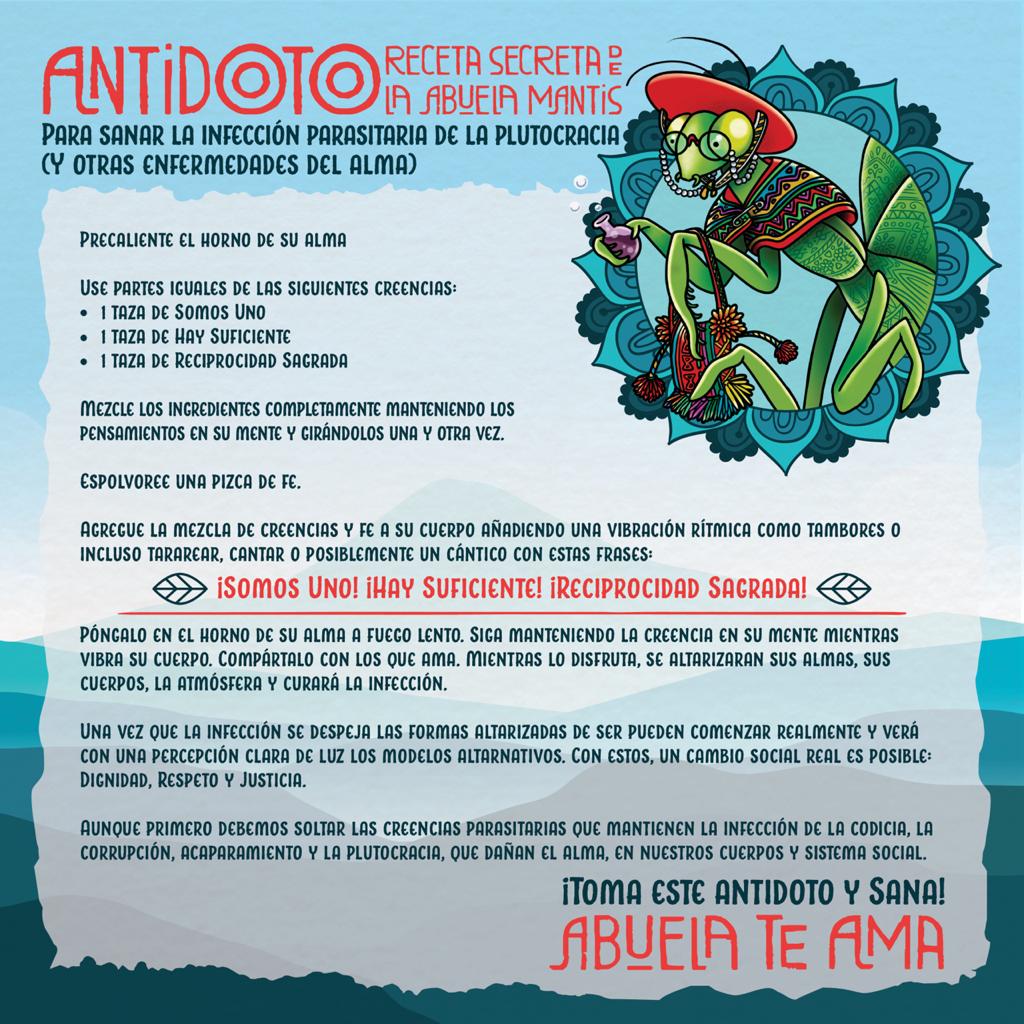 ANTIDOTO RECETA SECRETA DE
LA ABUELA MANTIS
PARA SANAR LA INFECCIÓN PARASITARIA DE LA PLUTOCRACIA
(Y OTRAS ENFERMEDADES DEL ALMA)
PRECALIENTE EL HORNO DE SU ALMA
USE PARTES IGUALES DE LAS SIGUIENTES CREENCIAS:
• 1 TAZA DE SOMOS UNO
• 1 TAZA DE HAY SUFICIENTE
• 1 TAZA DE RECIPROCIDAD SAGRADA
MEZCLE LOS INGREDIENTES COMPLETAMENTE MANTENIENDO LOS
PENSAMIENTOS EN SU MENTE Y GIRÁNDOLOS UNA Y OTRA VEZ.
ESPOLVOREE UNA PIZCA DE FE.
AGREGUE LA MEZCLA DE CREENCIAS Y FE A SU CUERPO AÑADIENDO UNA VIBRACIÓN RÍTMICA COMO TAMBORES O
INCLUSO TARAREAR, CANTAR O POSIBLEMENTE UN CÁNTICO CON ESTAS FRASES:
¡SOMOS UNO! ¡HAY SUFICIENTE! ¡RECIPROCIDAD SAGRADA!
PÓNGALO EN EL HORNO DE SU ALMA A FUEGO LENTO. SIGA MANTENIENDO LA CREENCIA EN SU MENTE MIENTRAS
VIBRA SU CUERPO. COMPÁRTALO CON LOS QUE AMA. MIENTRAS LO DISFRUTA, SE ALTARIZARAN SUS ALMAS, SUS
CUERPOS, LA ATMÓSFERA Y CURARÁ LA INFECCIÓN.
UNA VEZ QUE LA INFECCIÓN SE DESPEJA LAS FORMAS ALTARIZADAS DE SER PUEDEN COMENZAR REALMENTE Y VERÁ
CON UNA PERCEPCIÓN CLARA DE LUZ LOS MODELOS ALTARNATIVOS. CON ESTOS, UN CAMBIO SOCIAL REAL ES POSIBLE:
DIGNIDAD, RESPETO Y JUSTICIA.
AUNQUE PRIMERO DEBEMOS SOLTAR LAS CREENCIAS PARASITARIAS QUE MANTIENEN LA INFECCIÓN DE LA CODICIA, LA
CORRUPCIÓN, ACAPARAMIENTO Y LA PLUTOCRACIA, QUE DAÑAN EL ALMA, EN NUESTROS CUERPOS Y SISTEMA SOCIAL.
¡TOMA ESTE ANTIDOTO Y SANA!
ABUELA TE AMA